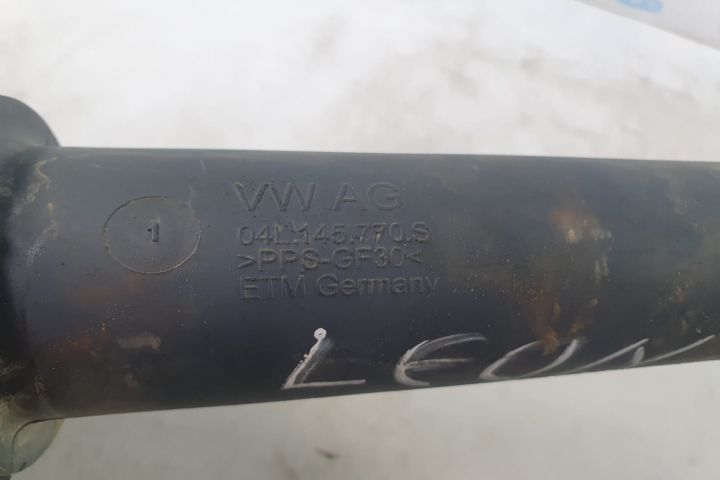 VW AG
1
04L.145.770.S
>PPS-GF30<
ETM Germany
LEON